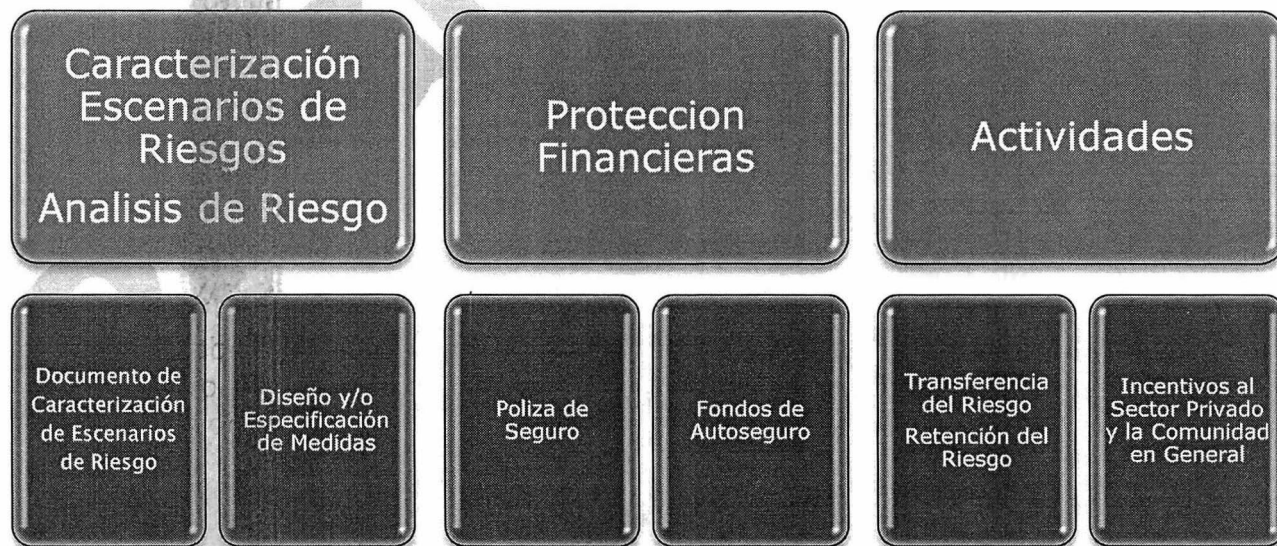 Caracterización
Escenarios de
Riesgos
Analisis de Riesgo
Proteccion
Financieras
Actividades
Documento de
Caracterización
de Escenarios
de Riesgo
Diseño y/o
Especificación
de Medidas
Poliza de
Seguro
Fondos de
Autoseguro
Transferencia
del Riesgo
Retención del
Riesgo
Incentivos al
Sector Privado
y la Comunidad
en General